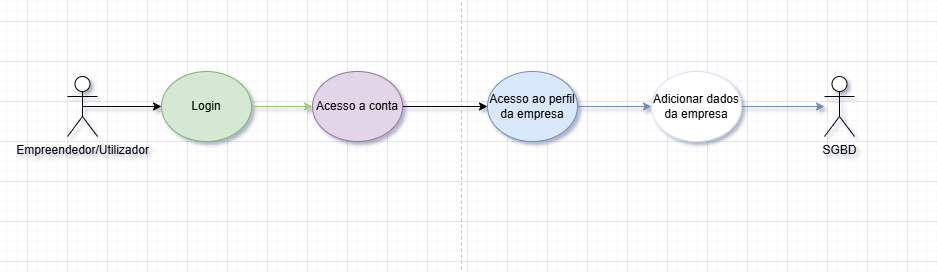 Login
Acesso a conta
Acesso ao perfil
da empresa
Adicionar dados
da empresa
Empreendedor/Utilizador
SGBD